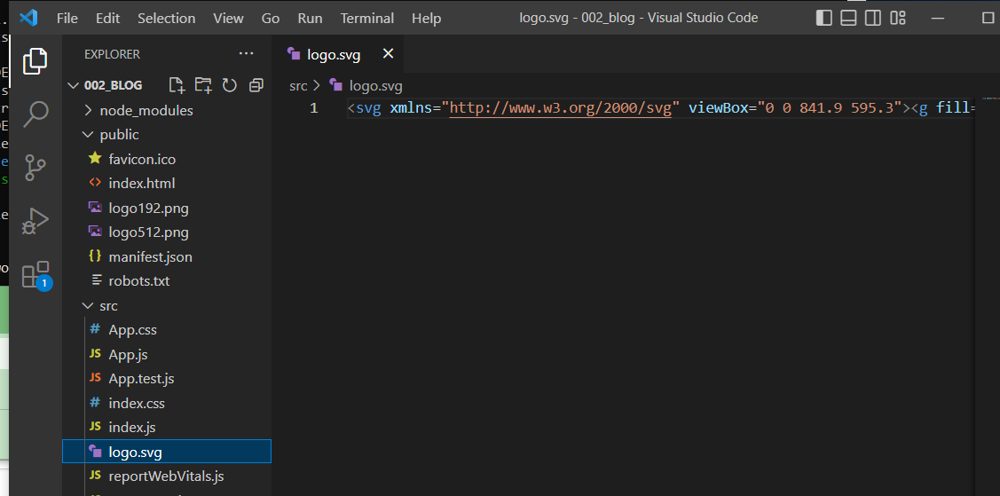 File Edit Selection View Go Run Terminal Help logo.svg - 002_blog - Visual Studio Code
EXPLORER ···
logo.svg
002_BLOG
src > logo.svg
1 <svg xmlns="http://www.w3.org/2000/svg" viewBox="0 0 841.9 595.3"><g fill=
node_modules
public
favicon.ico
index.html
logo192.png
logo512.png
manifest.json
robots.txt
src
App.css
App.js
App.test.js
index.css
index.js
logo.svg
reportWebVitals.js
1